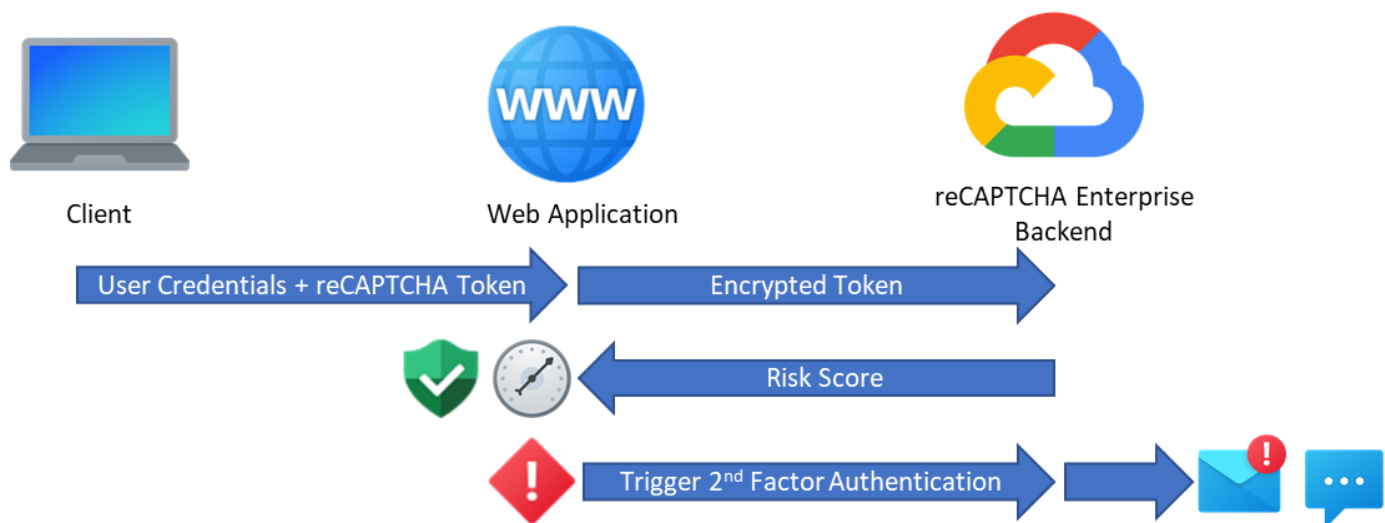 WWW
Client
Web Application
reCAPTCHA Enterprise
Backend
User Credentials + reCAPTCHA Token
Encrypted Token
Risk Score
Trigger 2nd Factor Authentication